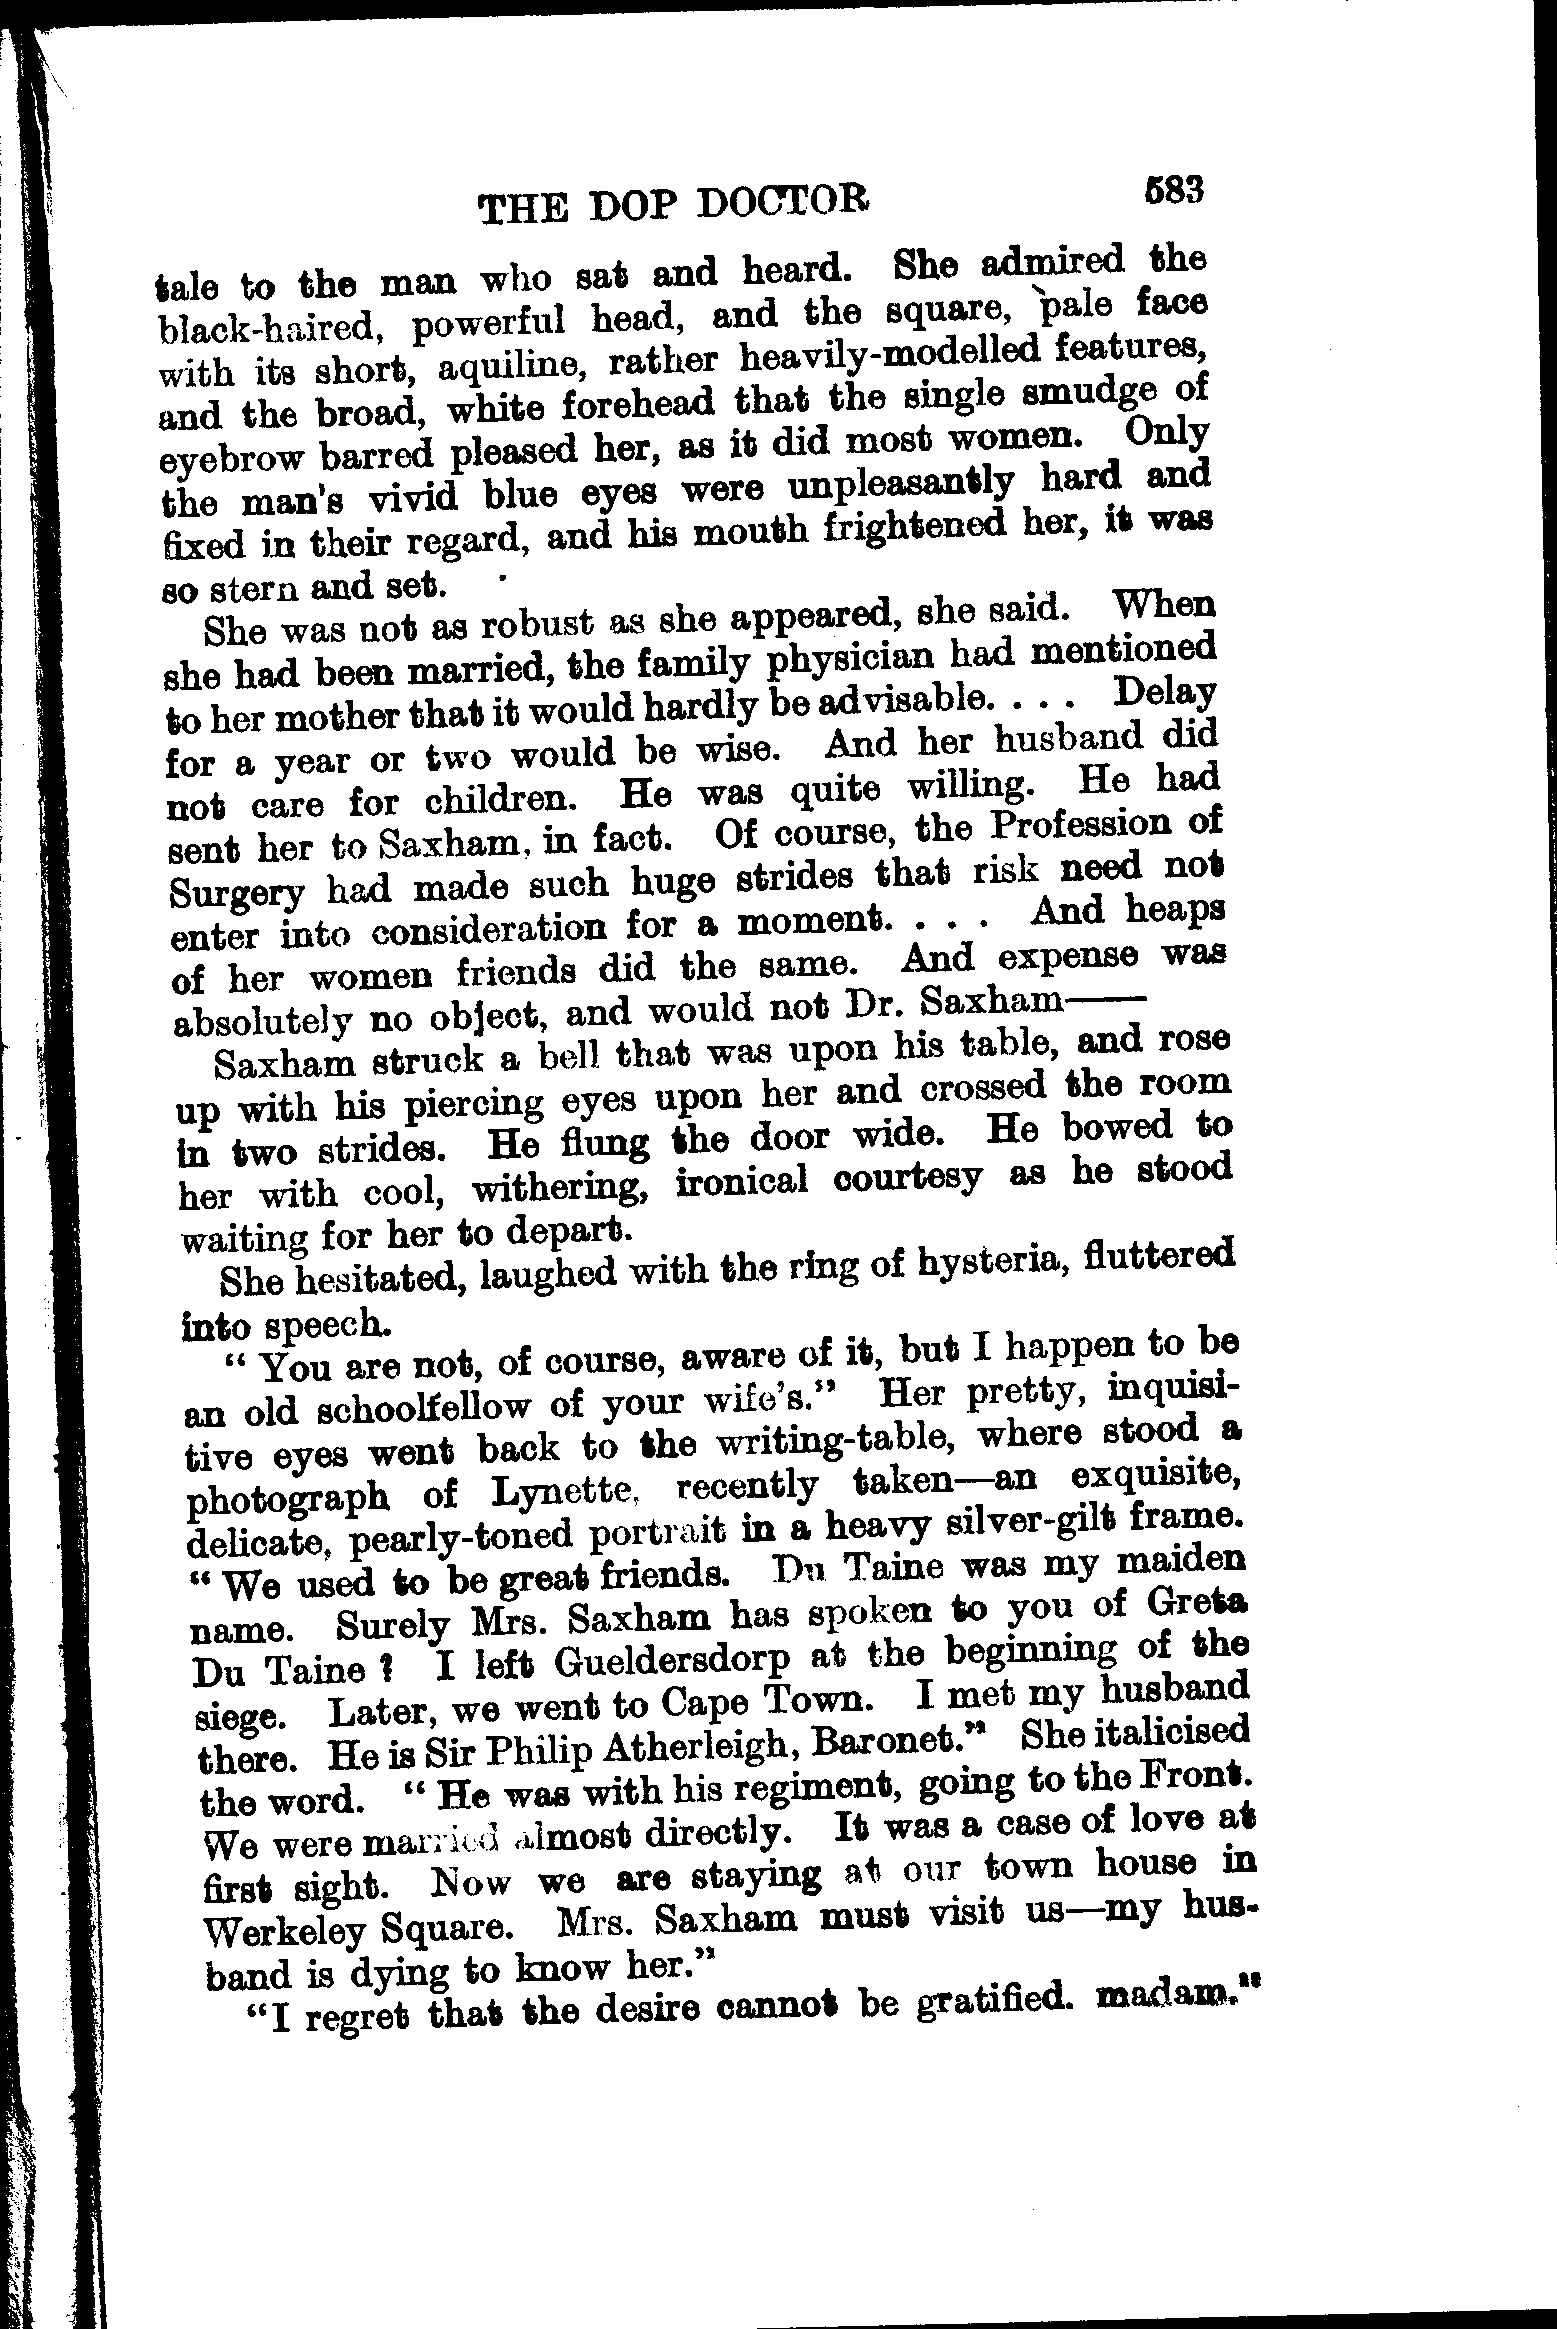 THE DOP DOCTOR 583
tale to the man who sat and heard. She admired the
black-haired, powerful head, and the square, pale face
with its short, aquiline, rather heavily-modelled features,
and the broad, white forehead that the single smudge of
eyebrow barred pleased her, as it did most women. Only
the man's vivid blue eyes were unpleasantly hard and
fixed in their regard, and his mouth frightened her, it was
so stern and set.
She was not as robust as she appeared, she said. When
she had been married, the family physician had mentioned
to her mother that it would hardly be advisable. . . . Delay
for a year or two would be wise. And her husband did
not care for children. He was quite willing. He had
sent her to Saxham, in fact. Of course, the Profession of
Surgery had made such huge strides that risk need not
enter into consideration for a moment. . . . And heaps
of her women friends did the same. And expense was
absolutely no object, and would not Dr. Saxham——
Saxham struck a bell that was upon his table, and rose
up with his piercing eyes upon her and crossed the room
in two strides. He flung the door wide. He bowed to
her with cool, withering, ironical courtesy as he stood
waiting for her to depart.
She hesitated, laughed with the ring of hysteria, fluttered
into speech.
“ You are not, of course, aware of it, but I happen to be
an old schoolfellow of your wife's.” Her pretty, inquisi-
tive eyes went back to the writing-table, where stood a
photograph of Lynette, recently taken—an exquisite,
delicate, pearly-toned portrait in a heavy silver-gilt frame.
“ We used to be great friends. Du Taine was my maiden
name. Surely Mrs. Saxham has spoken to you of Greta
Du Taine ? I left Gueldersdorp at the beginning of the
siege. Later, we went to Cape Town. I met my husband
there. He is Sir Philip Atherleigh, Baronet.” She italicised
the word. “ He was with his regiment, going to the Front.
We were married almost directly. It was a case of love at
first sight. Now we are staying at our town house in
Werkeley Square. Mrs. Saxham must visit us—my hus-
band is dying to know her.”
“I regret that the desire cannot be gratified. madam.”